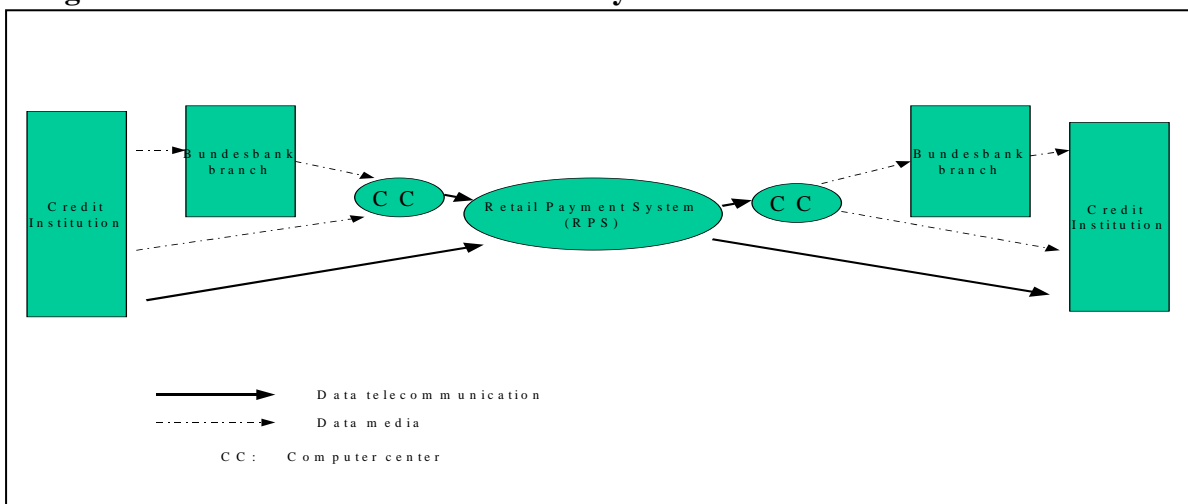 Bundesbank
branch
Credit
Institution
CC
Retail Payment System
(RPS)
CC
Bundesbank
branch
Credit
Institution
Data telecommunication
Data media
CC: Computer center